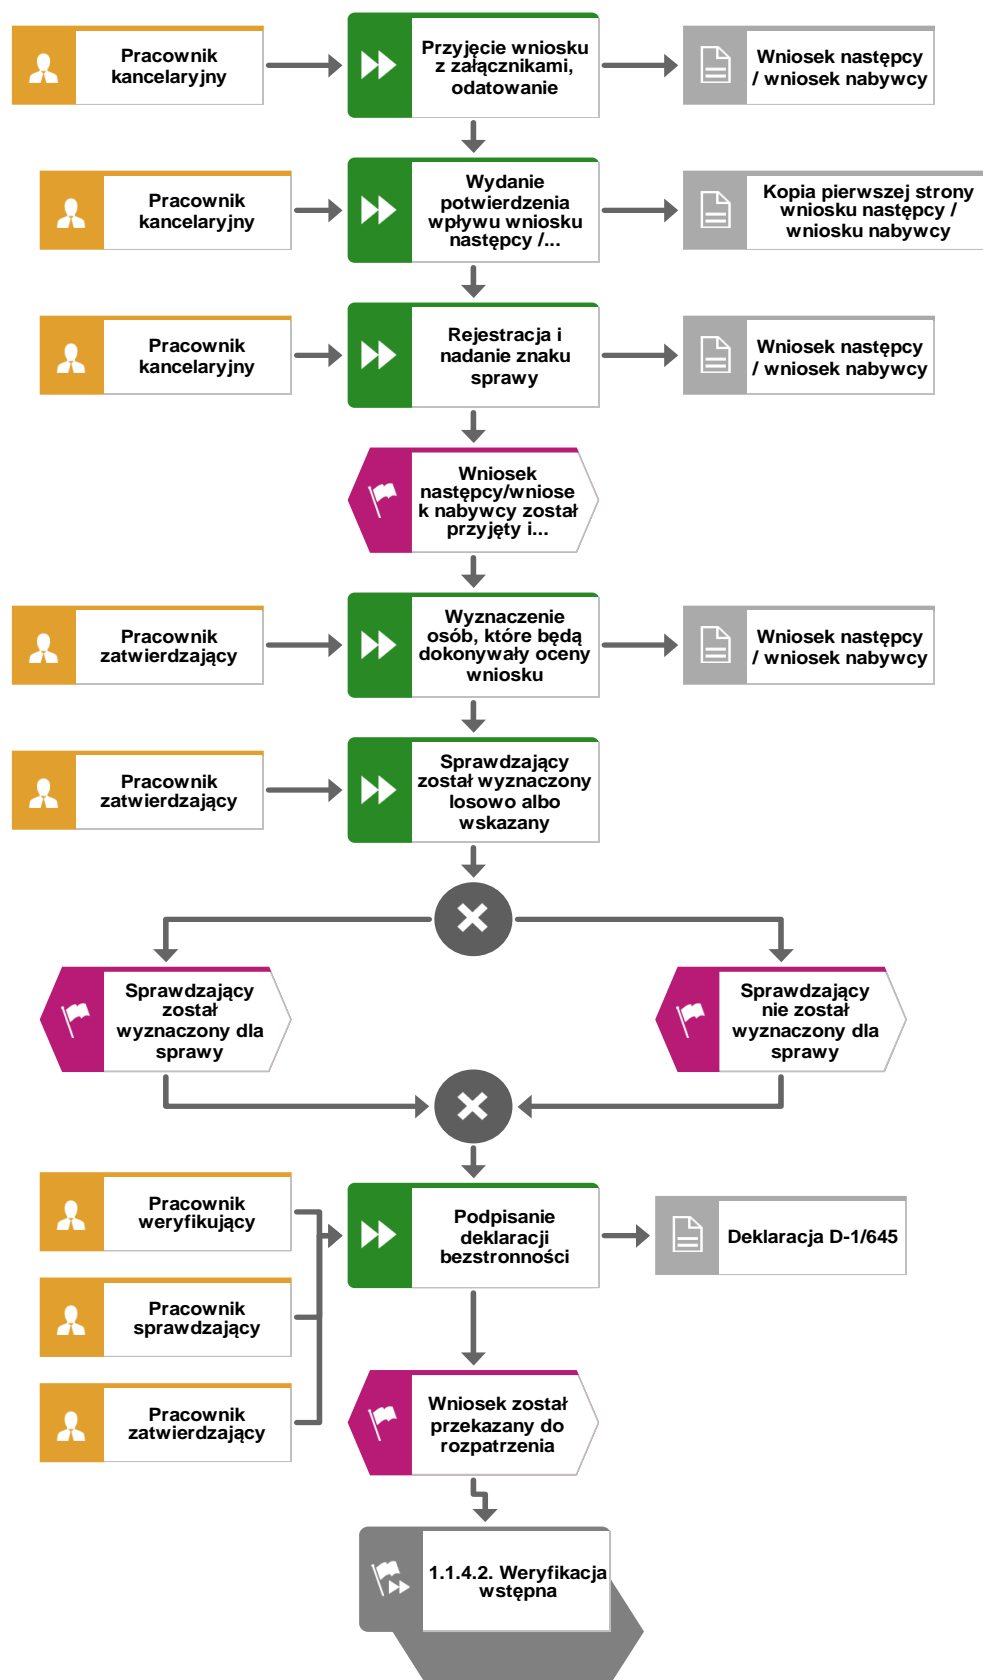 Pracownik
kancelaryjny
Przyjęcie wniosku
z załącznikami,
odatowanie
Wniosek następcy
/ wniosek nabywcy
Pracownik
kancelaryjny
Wydanie
potwierdzenia
wpływu wniosku
następcy /...
Kopia pierwszej strony
wniosku następcy /
wniosku nabywcy
Pracownik
kancelaryjny
Rejestracja i
nadanie znaku
sprawy
Wniosek następcy
/ wniosek nabywcy
Wniosek
następcy/wniose
k nabywcy został
przyjęty i...
Pracownik
zatwierdzający
Wyznaczenie
osób, które będą
dokonywały oceny
wniosku
Wniosek następcy
/ wniosek nabywcy
Pracownik
zatwierdzający
Sprawdzający
został wyznaczony
losowo albo
wskazany
Sprawdzający
został
wyznaczony dla
sprawy
Sprawdzający
nie został
wyznaczony dla
sprawy
Pracownik
weryfikujący
Pracownik
sprawdzający
Pracownik
zatwierdzający
Podpisanie
deklaracji
bezstronności
Deklaracja D-1/645
Wniosek został
przekazany do
rozpatrzenia
1.1.4.2. Weryfikacja
wstępna